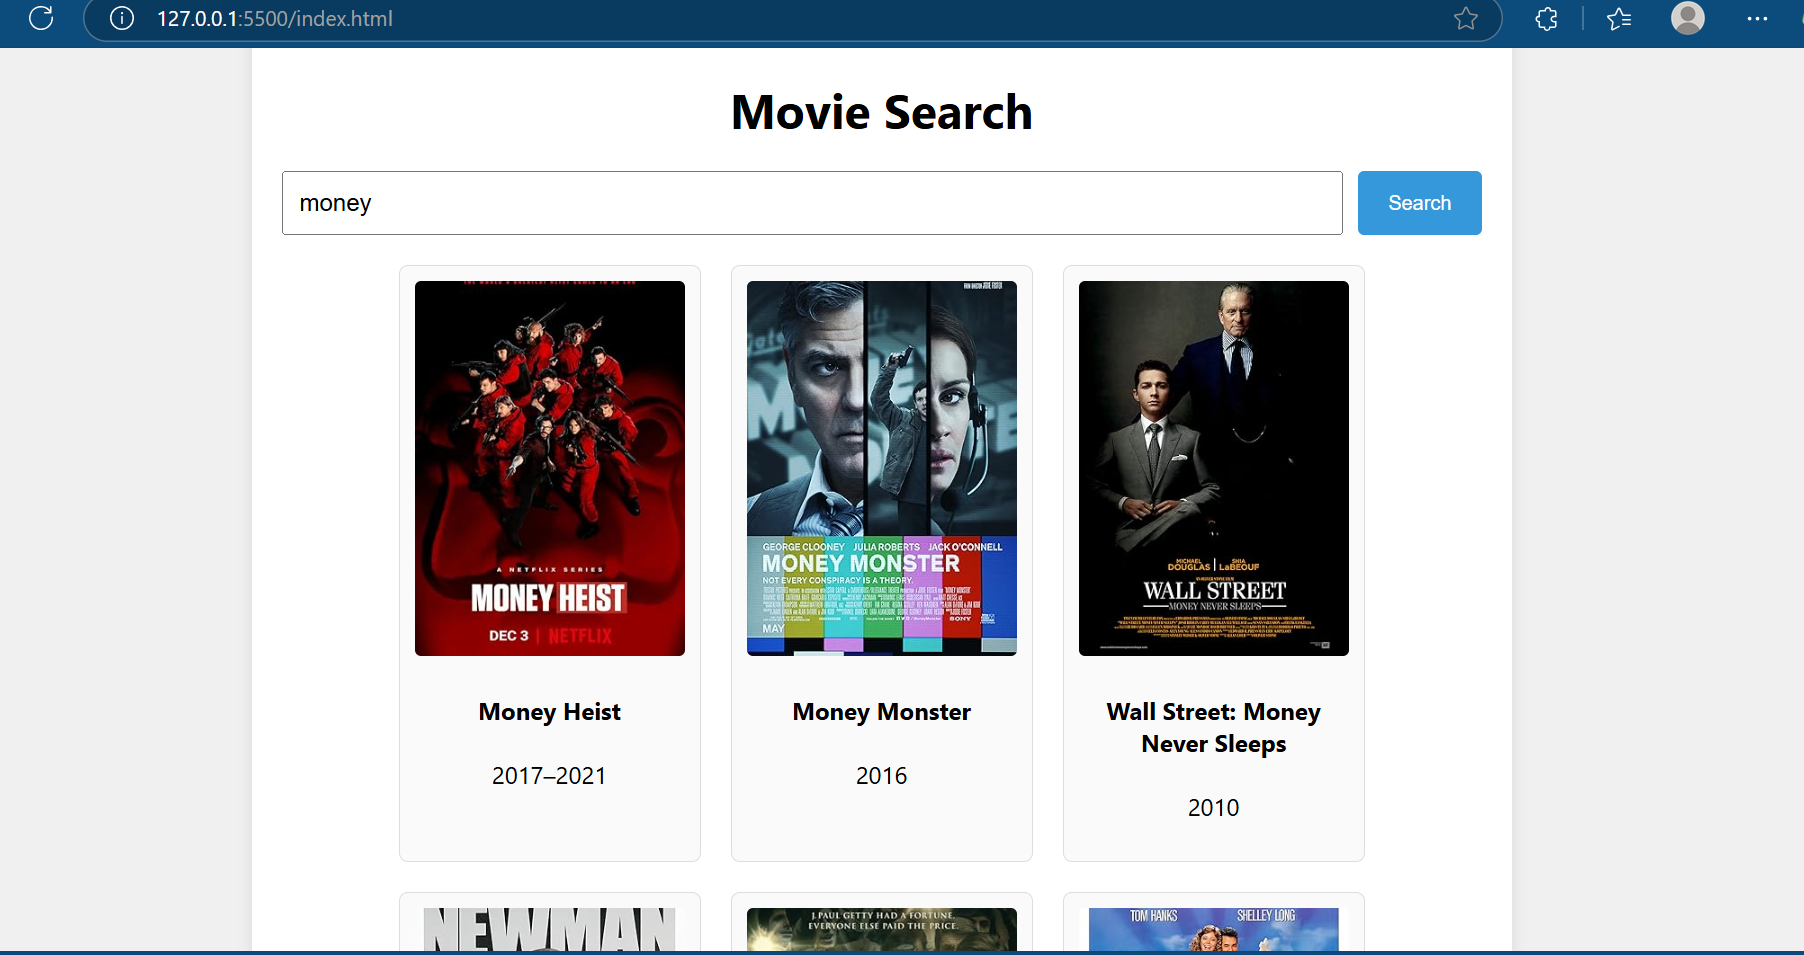 127.0.0.1:5500/index.html
Movie Search
money
Search
A NETFLIX SERIES
MONEY HEIST
DEC 3 | NETFLIX
GEORGE CLOONEY JULIA ROBERTS JACK O'CONNELL
MONEY MONSTER
NOT EVERY CONSPIRACY IS A THEORY.
SONY
MAY
MICHAEL DOUGLAS | SHIA LaBEOUF
WALL STREET
MONEY NEVER SLEEPS
Money Heist
2017–2021
Money Monster
2016
Wall Street: Money
Never Sleeps
2010
NEWMAN
J. PAUL GETTY HAD A FORTUNE.
EVERYONE ELSE PAID THE PRICE.
TOM HANKS SHELLEY LONG